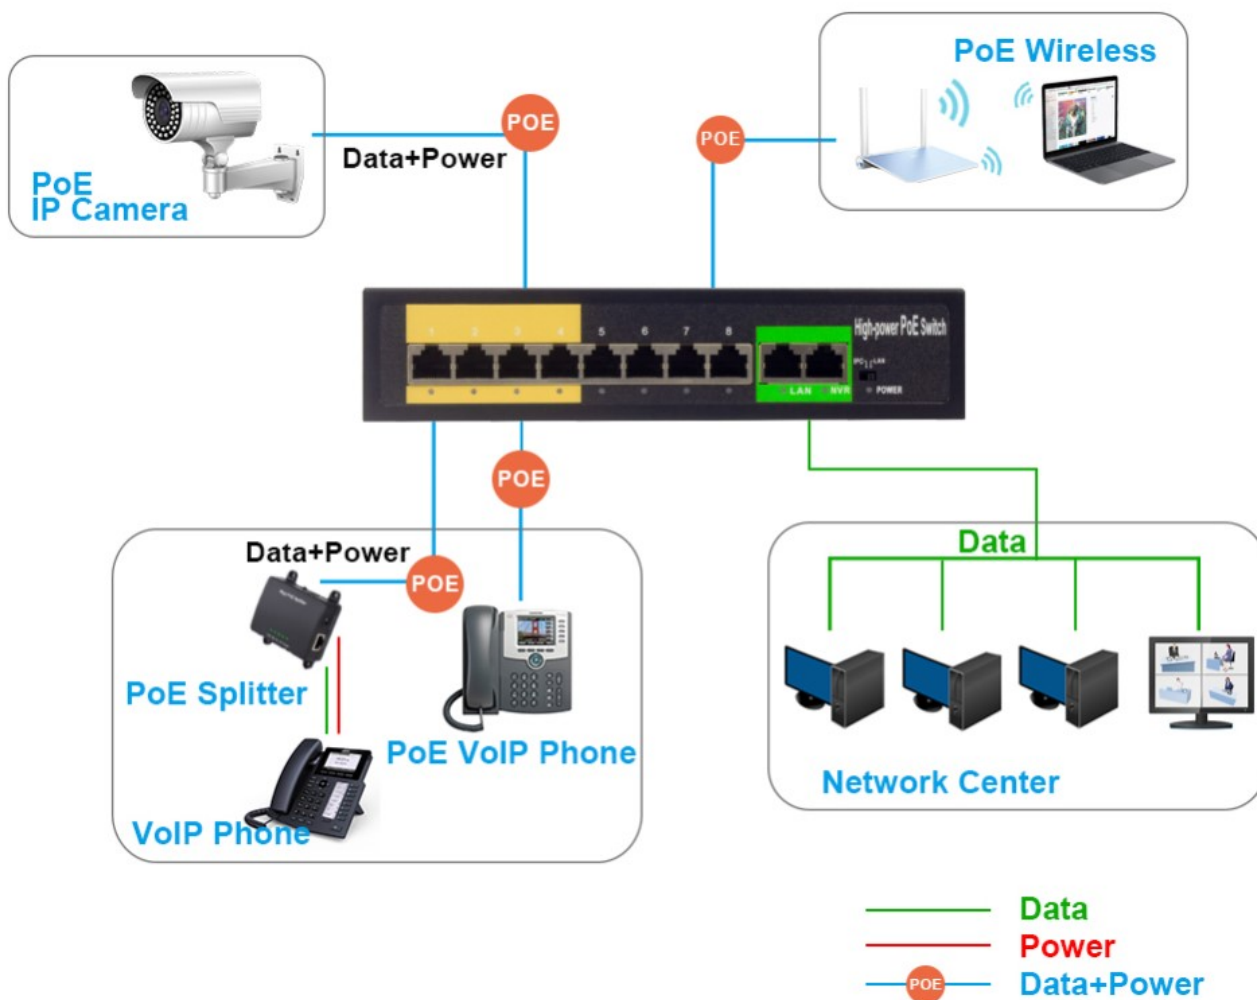 PoE Wireless
POE
POE
Data+Power
PoE
IP Camera
1 2 3 4 5 6 7 8
High-power PoE Switch
IPC LAN
LAN NVR POWER
POE
Data+Power
POE
Data
PoE Splitter
PoE VoIP Phone
VoIP Phone
Network Center
Data
Power
POE Data+Power